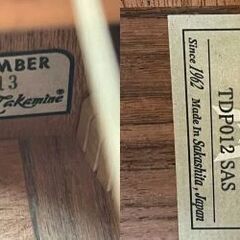 MBER
13
Takamine®
TDP012 SAS
Since 1962
Made In Sakashita, Japan